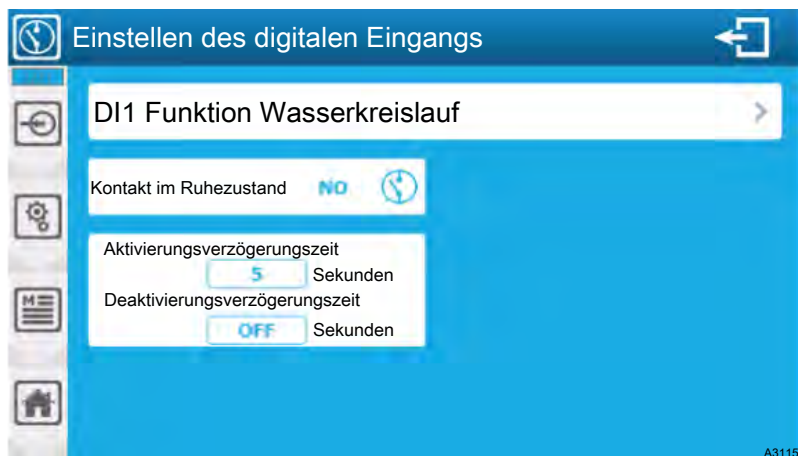 Einstellen des digitalen Eingangs
DI1 Funktion Wasserkreislauf
Kontakt im Ruhezustand NO
Aktivierungsverzögerungszeit
5 Sekunden
Deaktivierungsverzögerungszeit
OFF Sekunden
M
A3115